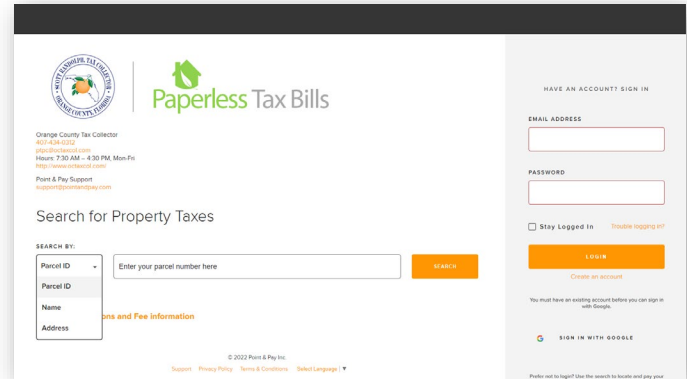 SCOTT RANDOLPH, TAX COLLECTOR
ORANGE COUNTY, FLORIDA
Paperless Tax Bills
Orange County Tax Collector
407-434-0312
ptpc@octaxcol.com
Hours: 7:30 AM – 4:30 PM, Mon-Fri
http://www.octaxcol.com/
Point & Pay Support
support@pointandpay.com
Search for Property Taxes
SEARCH BY:
Parcel ID
Enter your parcel number here
SEARCH
Parcel ID
Name
Address
ons and Fee information
© 2022 Point & Pay Inc.
Support Privacy Policy Terms & Conditions Select Language | ▼
HAVE AN ACCOUNT? SIGN IN
EMAIL ADDRESS
PASSWORD
Stay Logged In
Trouble logging in?
LOGIN
Create an account
You must have an existing account before you can sign in
with Google.
G SIGN IN WITH GOOGLE
Prefer not to login? Use the search to locate and pay your